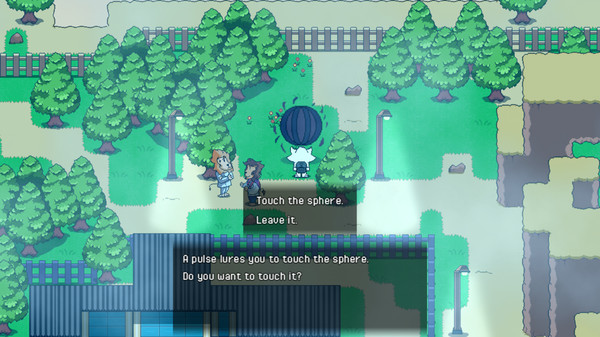 Touch the sphere.
Leave it.
A pulse lures you to touch the sphere.
Do you want to touch it?